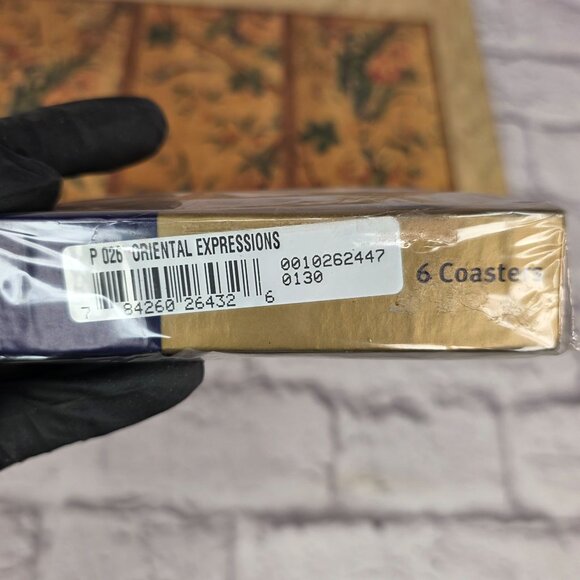 P 026 ORIENTAL EXPRESSIONS
7 84260 26432 6
0010262447
0130
6 Coasters